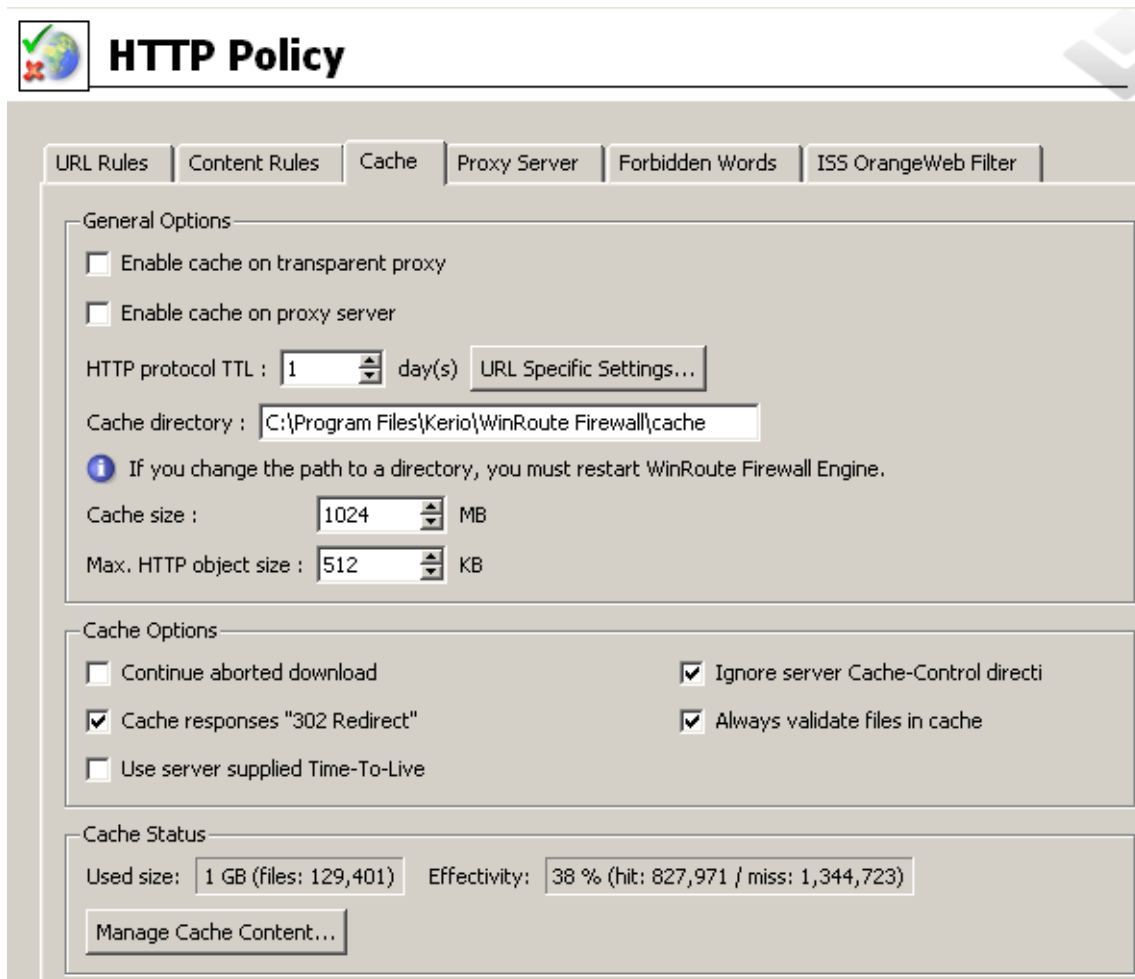 HTTP Policy
URL Rules Content Rules Cache Proxy Server Forbidden Words ISS OrangeWeb Filter
General Options
Enable cache on transparent proxy
Enable cache on proxy server
HTTP protocol TTL : 1 day(s) URL Specific Settings...
Cache directory : C:\Program Files\Kerio\WinRoute Firewall\cache
If you change the path to a directory, you must restart WinRoute Firewall Engine.
Cache size : 1024 MB
Max. HTTP object size : 512 KB
Cache Options
Continue aborted download Ignore server Cache-Control directi
Cache responses "302 Redirect" Always validate files in cache
Use server supplied Time-To-Live
Cache Status
Used size: 1 GB (files: 129,401) Effectivity: 38 % (hit: 827,971 / miss: 1,344,723)
Manage Cache Content...